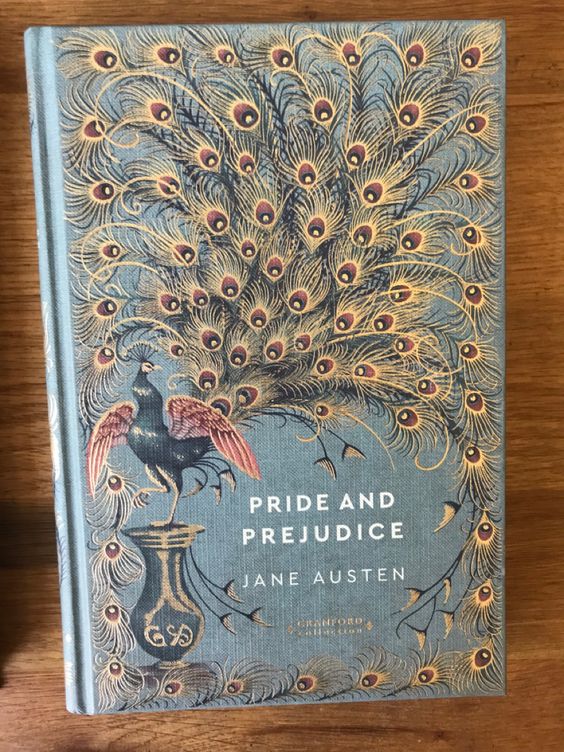 PRIDE AND
PREJUDICE
JANE AUSTEN
CRANFORD
Collection